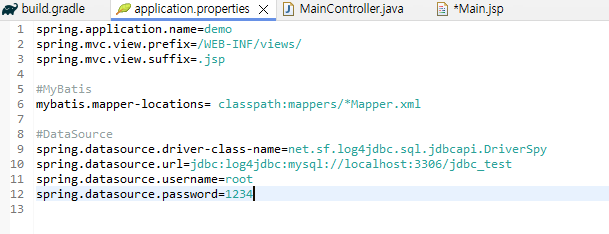 build.gradle application.properties MainController.java *Main.jsp
1 spring.application.name=demo
2 spring.mvc.view.prefix=/WEB-INF/views/
3 spring.mvc.view.suffix=.jsp
4
5 #MyBatis
6 mybatis.mapper-locations= classpath:mappers/*Mapper.xml
7
8 #DataSource
9 spring.datasource.driver-class-name=net.sf.log4jdbc.sql.jdbcapi.DriverSpy
10 spring.datasource.url=jdbc:log4jdbc:mysql://localhost:3306/jdbc_test
11 spring.datasource.username=root
12 spring.datasource.password=1234
13